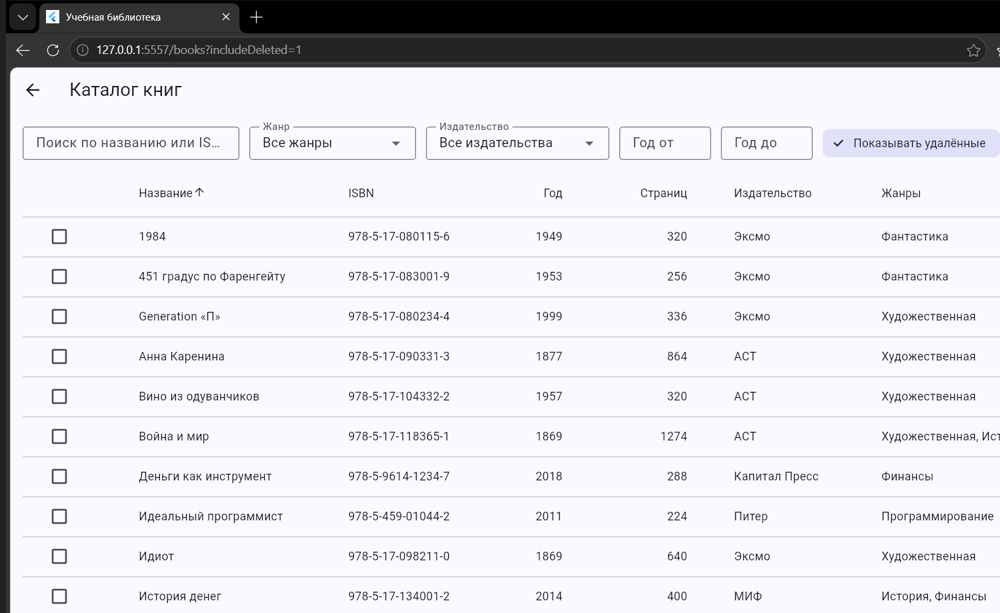 Учебная библиотека
127.0.0.1:5557/books?includeDeleted=1
Каталог книг
Поиск по названию или IS...
Жанр
Все жанры
Издательство
Все издательства
Год от
Год до
Показывать удалённые
Название ISBN Год Страниц Издательство Жанры
1984 978-5-17-080115-6 1949 320 Эксмо Фантастика
451 градус по Фаренгейту 978-5-17-083001-9 1953 256 Эксмо Фантастика
Generation «П» 978-5-17-080234-4 1999 336 Эксмо Художественная
Анна Каренина 978-5-17-090331-3 1877 864 АСТ Художественная
Вино из одуванчиков 978-5-17-104332-2 1957 320 АСТ Художественная
Война и мир 978-5-17-118365-1 1869 1274 АСТ Художественная, Ист
Деньги как инструмент 978-5-9614-1234-7 2018 288 Капитал Пресс Финансы
Идеальный программист 978-5-459-01044-2 2011 224 Питер Программирование
Идиот 978-5-17-098211-0 1869 640 Эксмо Художественная
История денег 978-5-17-134001-2 2014 400 МИФ История, Финансы